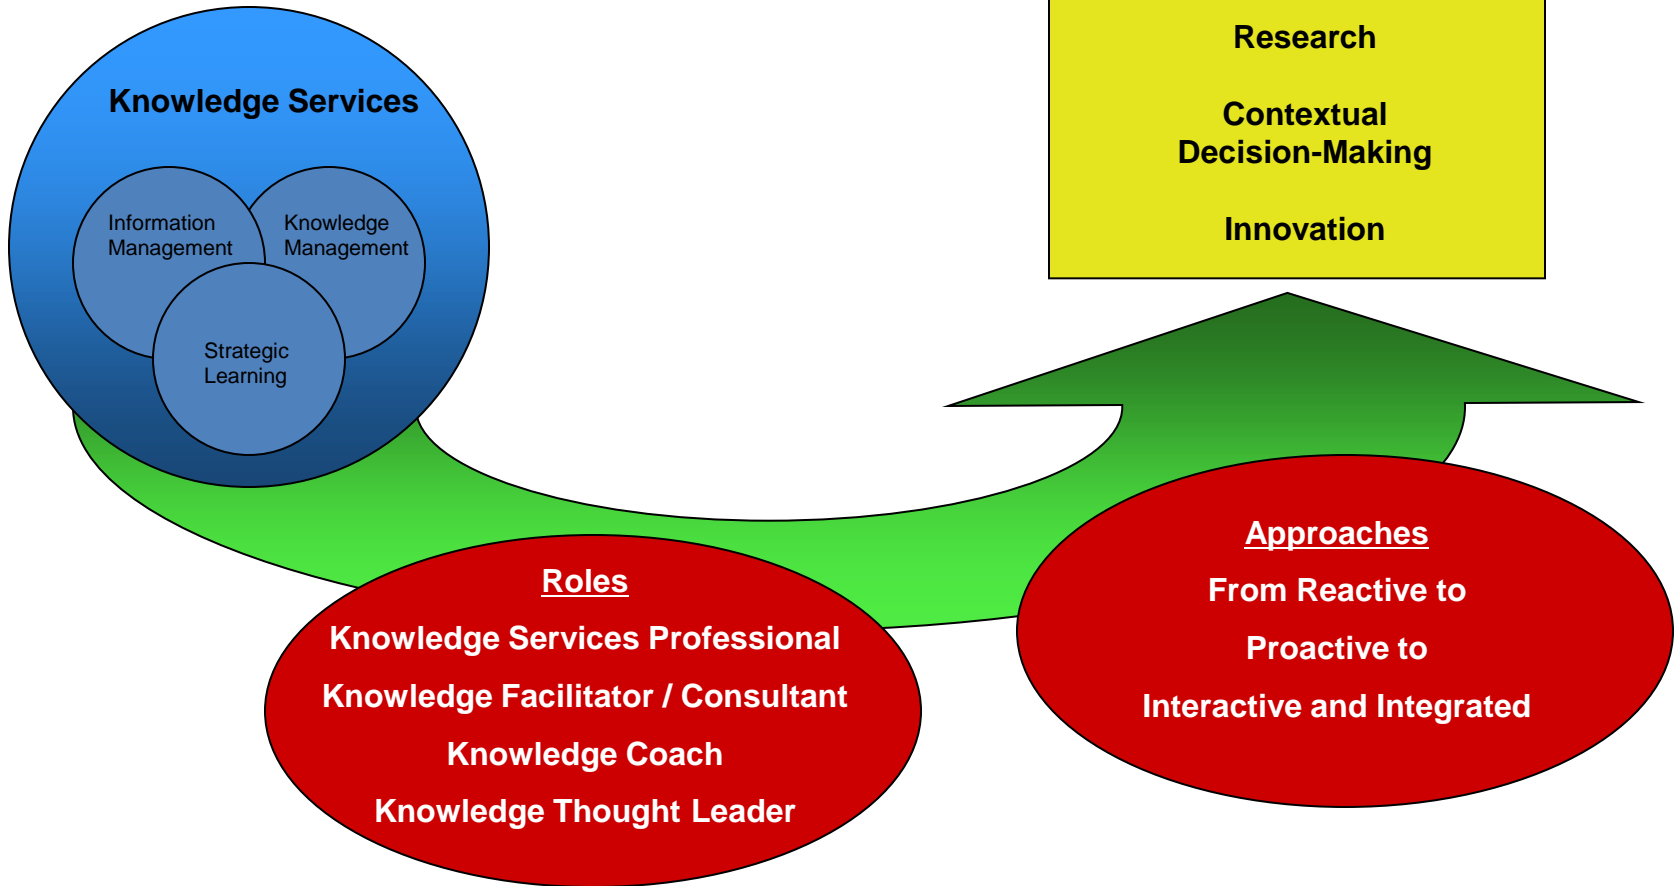 Knowledge Services
Information
Management
Knowledge
Management
Strategic
Learning
Research
Contextual
Decision-Making
Innovation
Roles
Knowledge Services Professional
Knowledge Facilitator / Consultant
Knowledge Coach
Knowledge Thought Leader
Approaches
From Reactive to
Proactive to
Interactive and Integrated